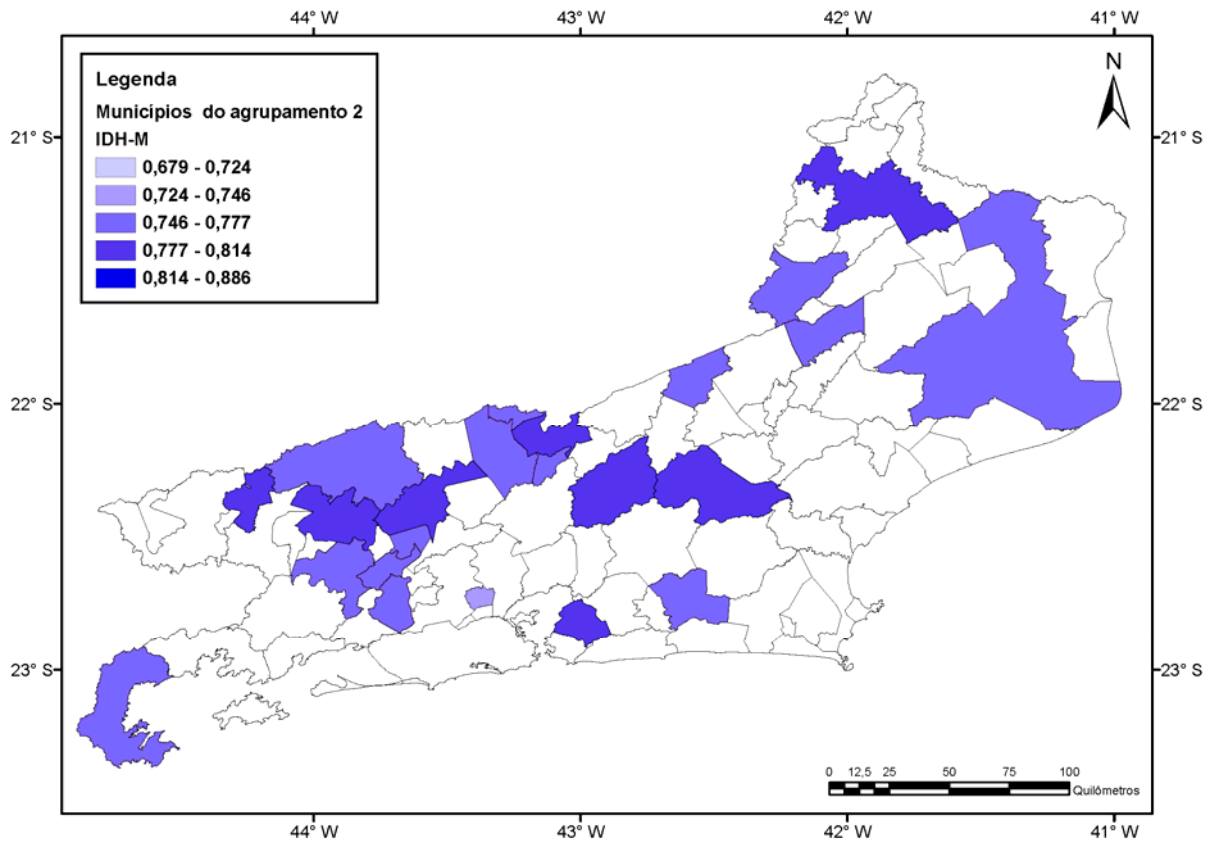 44° W 43° W 42° W 41° W
Legenda
Municípios do agrupamento 2
IDH-M
0,679 - 0,724
0,724 - 0,746
0,746 - 0,777
0,777 - 0,814
0,814 - 0,886
N
21° S 21° S
22° S 22° S
23° S 23° S
0 12,5 25 50 75 100
Quilômetros
44° W 43° W 42° W 41° W